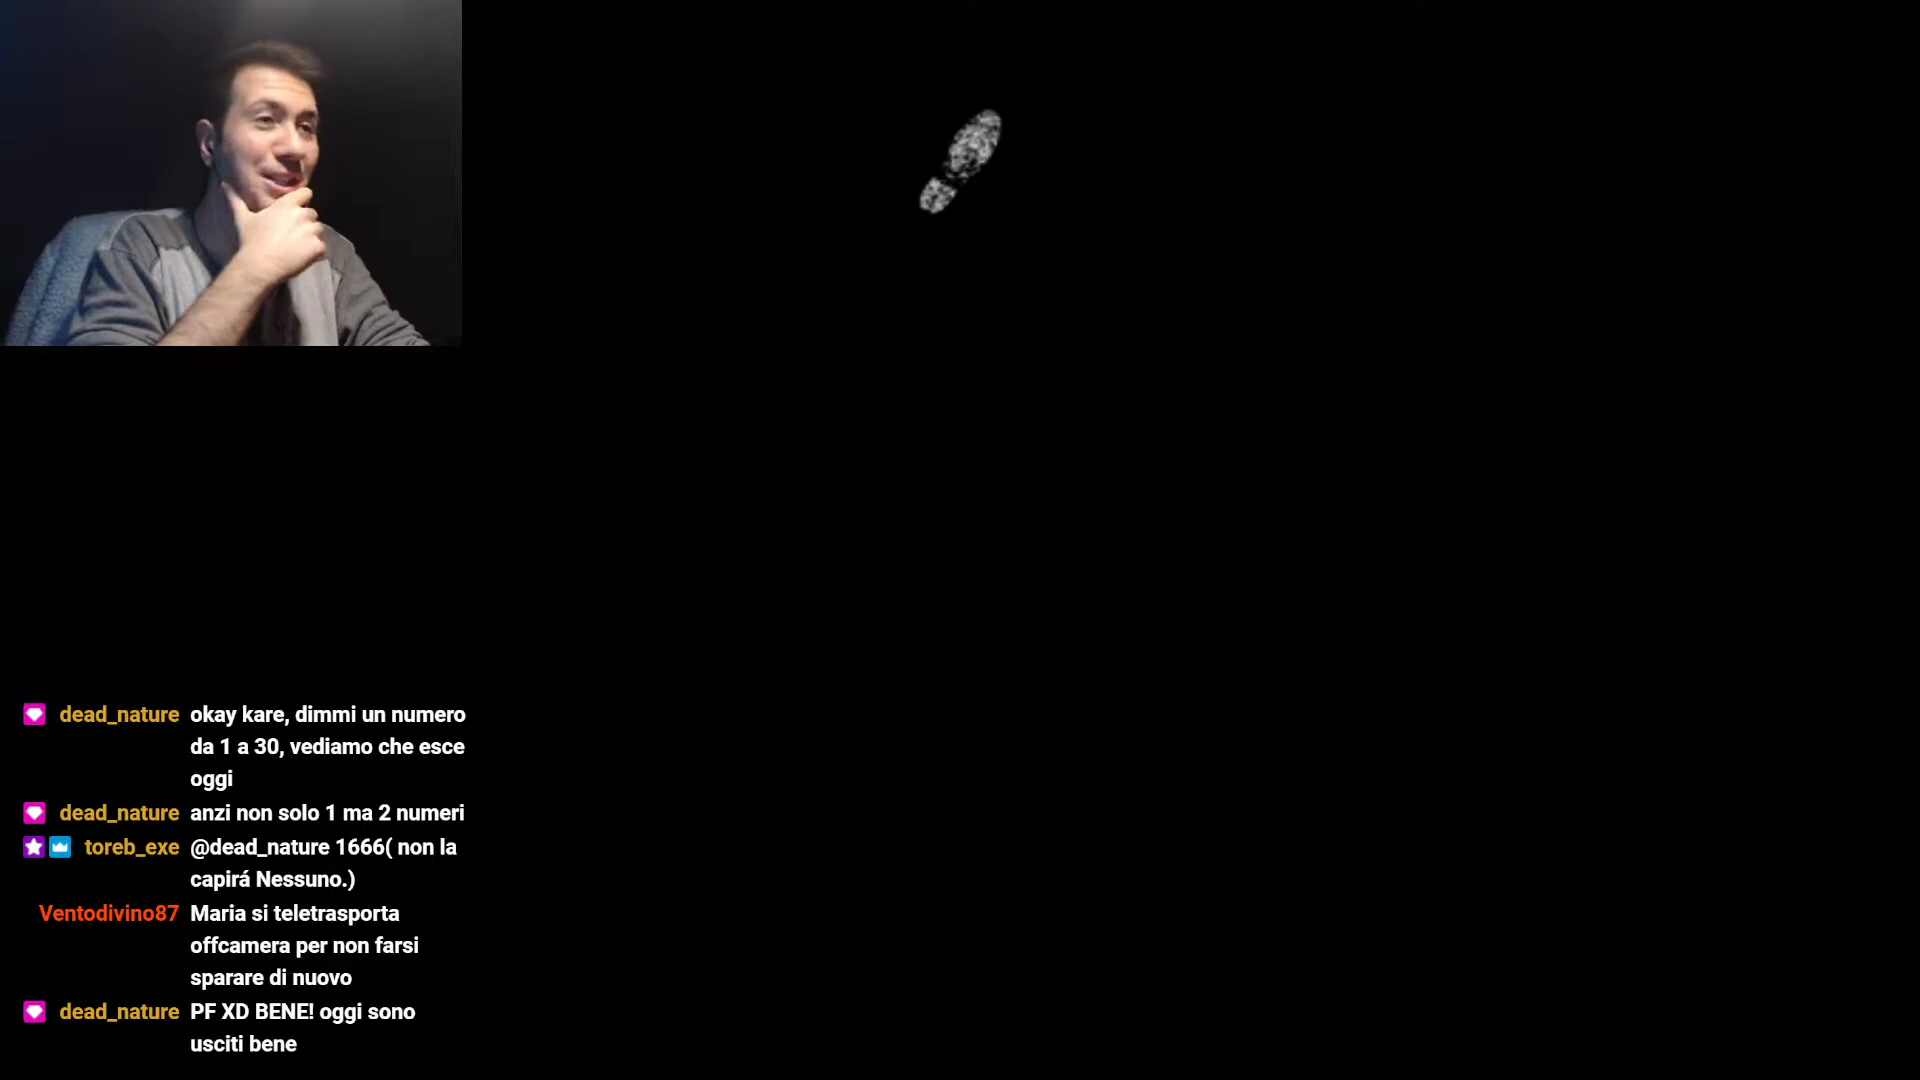 dead_nature okay kare, dimmi un numero
da 1 a 30, vediamo che esce
oggi
dead_nature anzi non solo 1 ma 2 numeri
toreb_exe @dead_nature 1666( non la
capirá Nessuno.)
Ventodivino87 Maria si teletrasporta
offcamera per non farsi
sparare di nuovo
dead_nature PF XD BENE! oggi sono
usciti bene